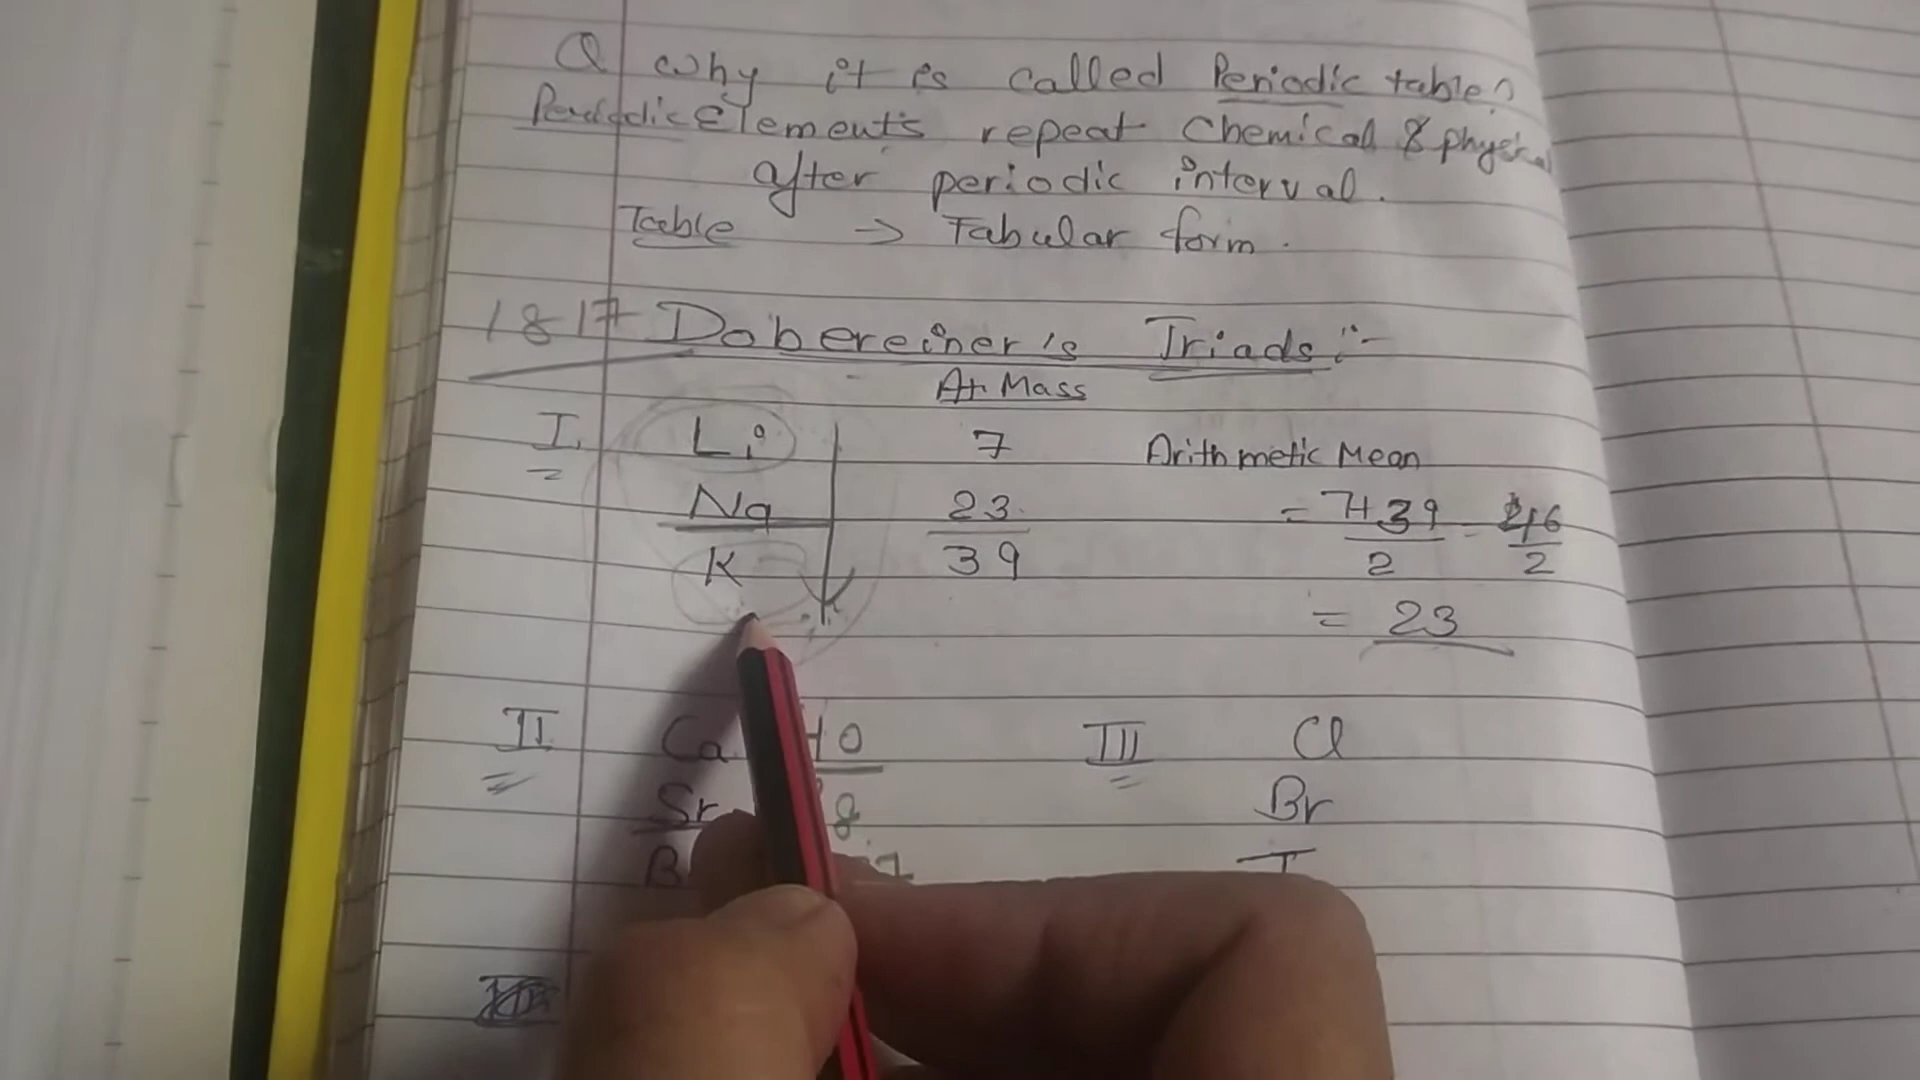 Q Why it is called Periodic table?
Periodic Elements repeat Chemical & physical
after periodic interval.
Table → Tabular form.
1817 Dobereiner's Triads :-
At. Mass
I Li 7 Arithmetic Mean
Na 23 = 7+39/2 = 46/2
K 39
= 23
II Ca 40 III Cl
Sr 8 Br
B 7 I